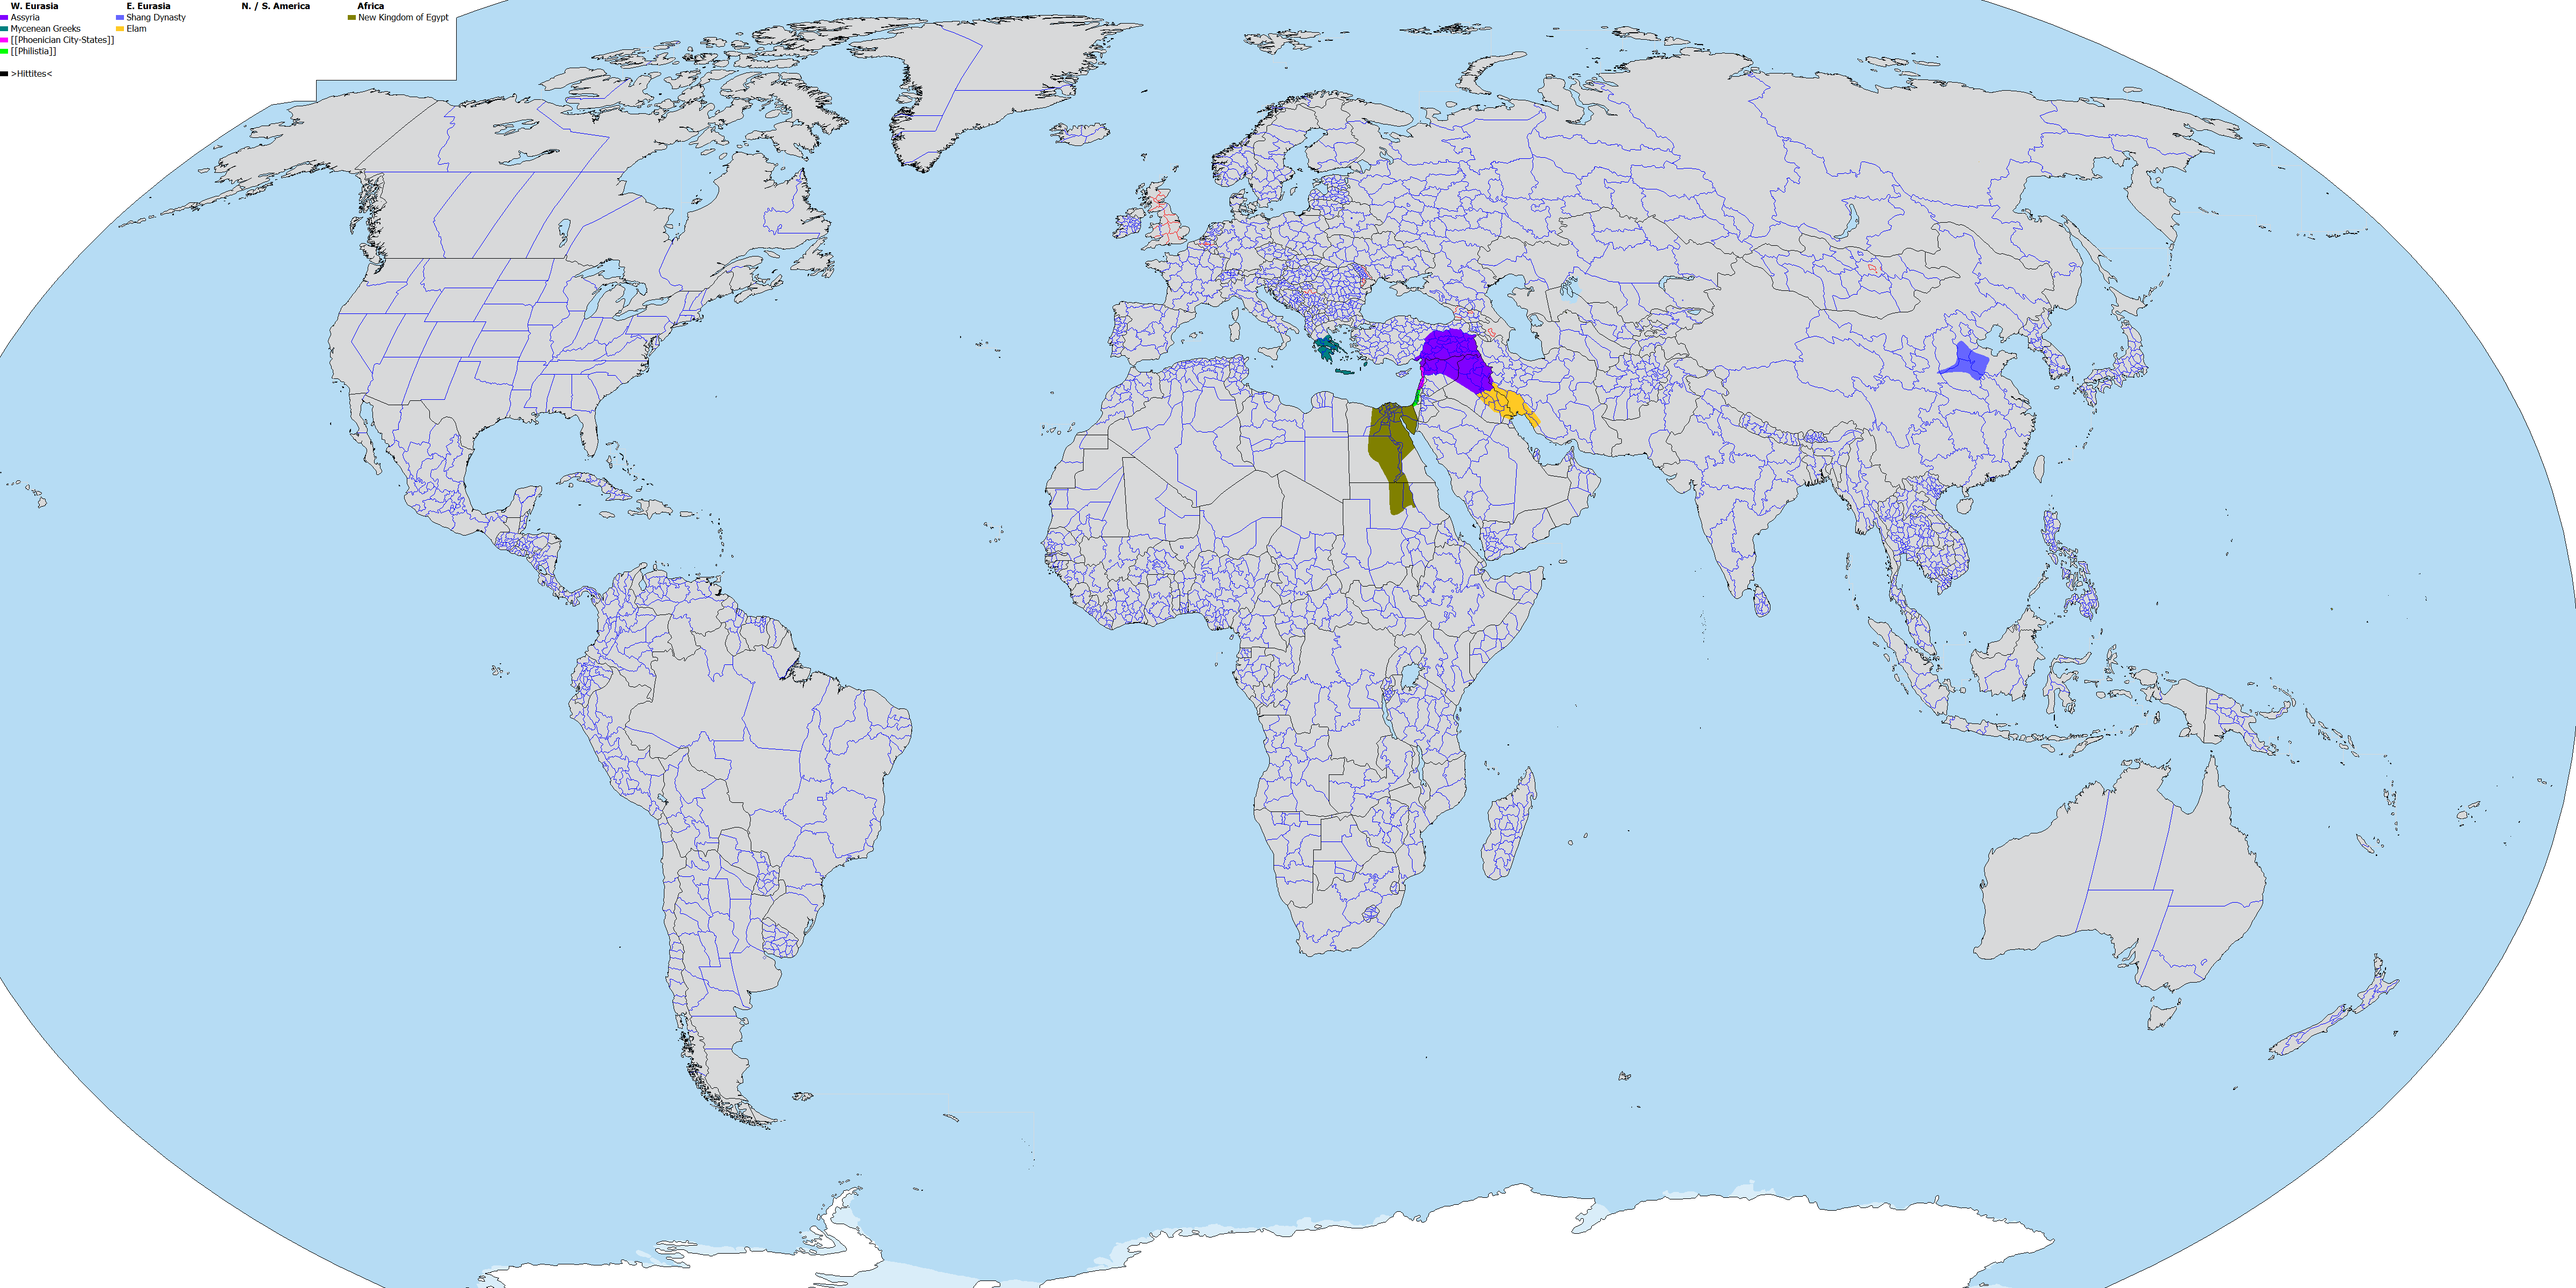 W. Eurasia
Assyria
Mycenean Greeks
[[Phoenician City-States]]
[[Philistia]]
>Hittites<
E. Eurasia
Shang Dynasty
Elam
N. / S. America
Africa
New Kingdom of Egypt